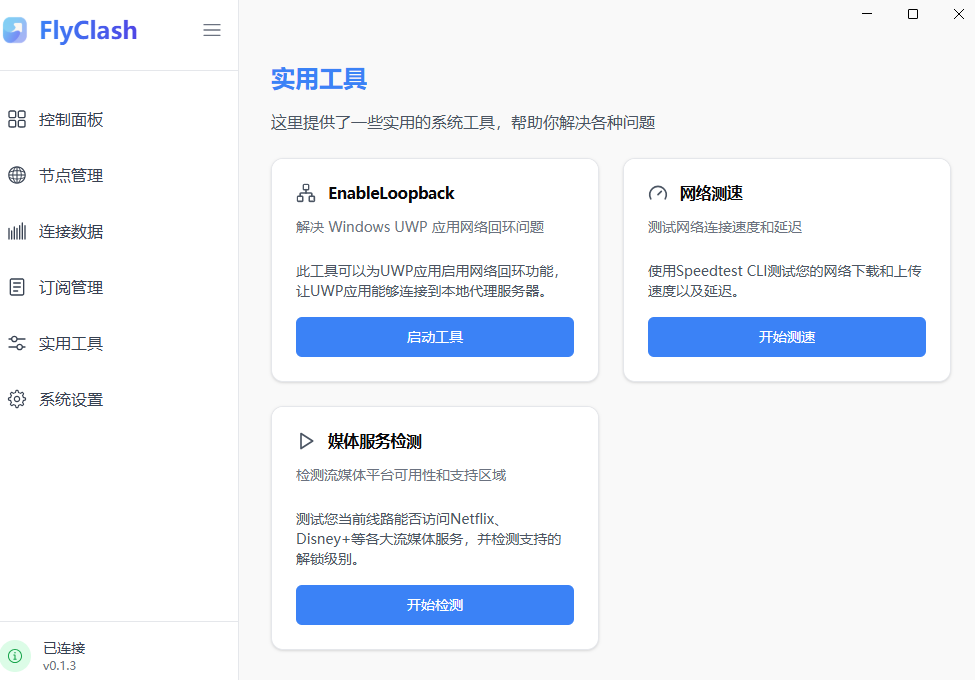 FlyClash
控制面板
节点管理
连接数据
订阅管理
实用工具
系统设置
已连接
v0.1.3
实用工具
这里提供了一些实用的系统工具，帮助你解决各种问题
EnableLoopback
解决 Windows UWP 应用网络回环问题
此工具可以为UWP应用启用网络回环功能，
让UWP应用能够连接到本地代理服务器。
启动工具
网络测速
测试网络连接速度和延迟
使用Speedtest CLI测试您的网络下载和上传
速度以及延迟。
开始测速
媒体服务检测
检测流媒体平台可用性和支持区域
测试您当前线路能否访问Netflix、
Disney+等各大流媒体服务，并检测支持的
解锁级别。
开始检测